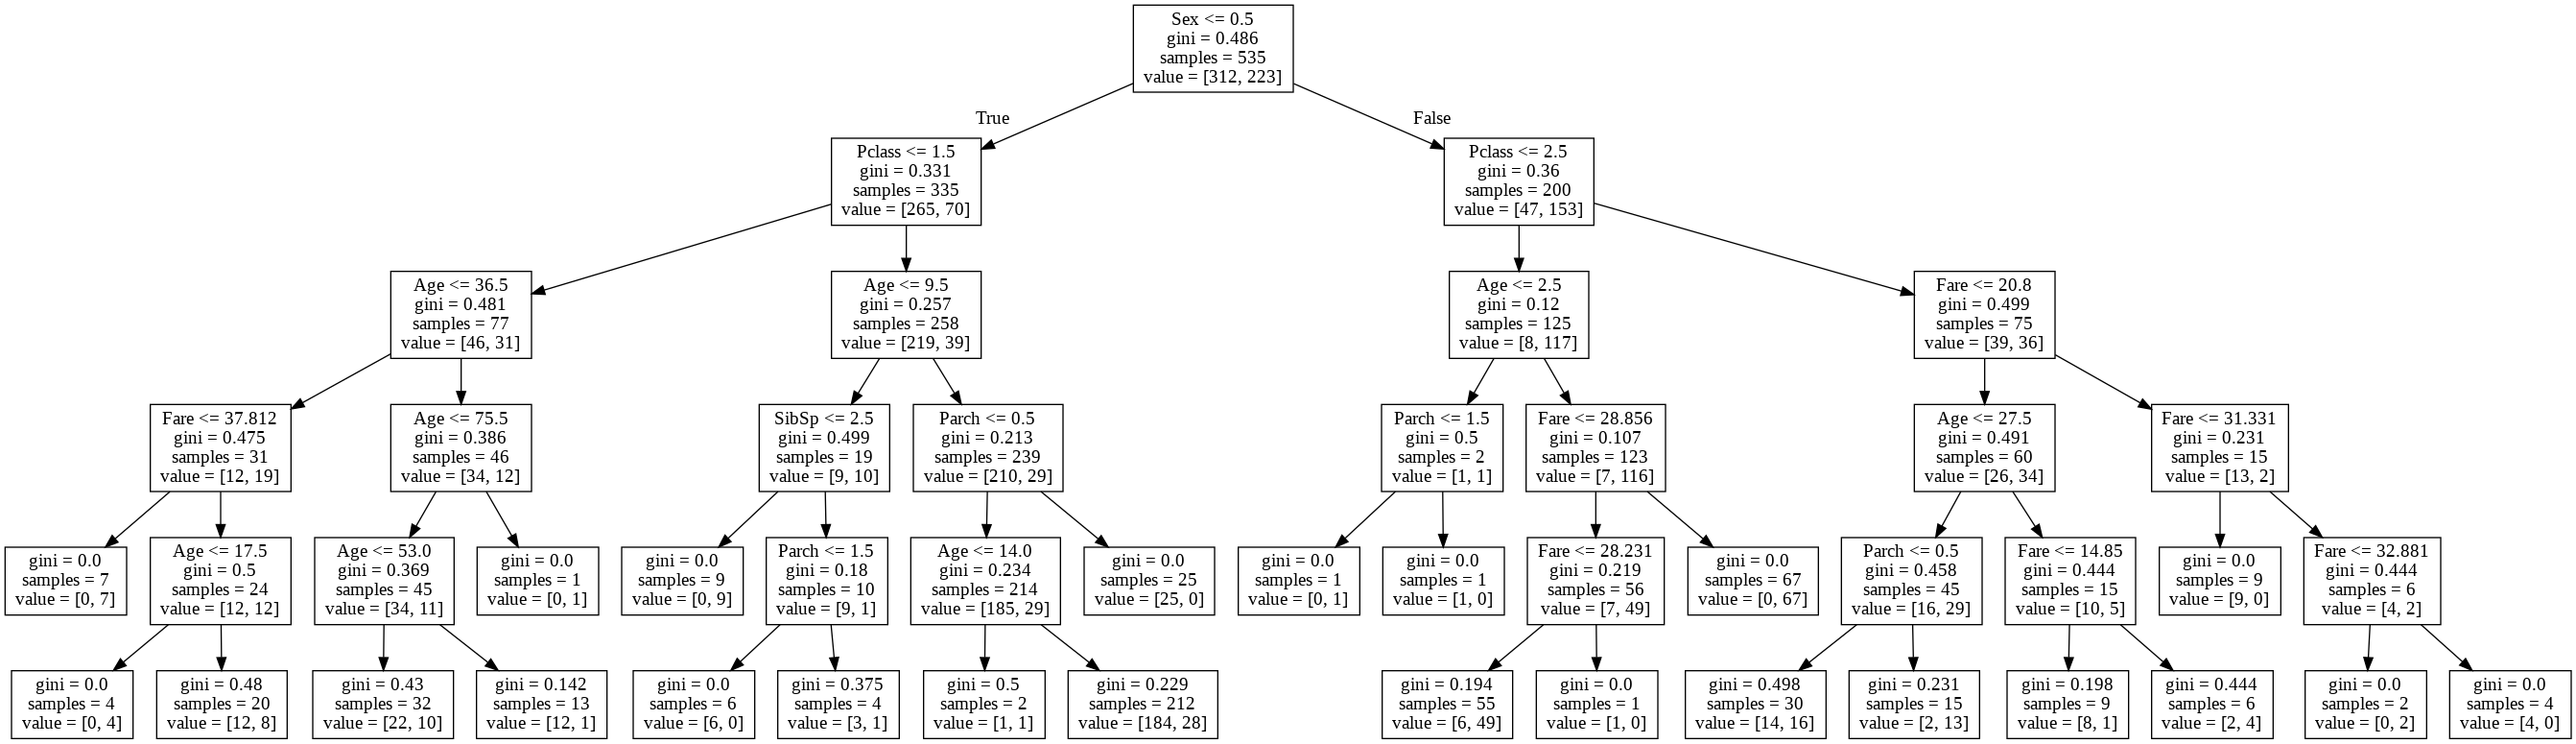 Sex <= 0.5
gini = 0.486
samples = 535
value = [312, 223]
True
False
Pclass <= 1.5
gini = 0.331
samples = 335
value = [265, 70]
Pclass <= 2.5
gini = 0.36
samples = 200
value = [47, 153]
Age <= 36.5
gini = 0.481
samples = 77
value = [46, 31]
Age <= 9.5
gini = 0.257
samples = 258
value = [219, 39]
Age <= 2.5
gini = 0.12
samples = 125
value = [8, 117]
Fare <= 20.8
gini = 0.499
samples = 75
value = [39, 36]
Fare <= 37.812
gini = 0.475
samples = 31
value = [12, 19]
Age <= 75.5
gini = 0.386
samples = 46
value = [34, 12]
SibSp <= 2.5
gini = 0.499
samples = 19
value = [9, 10]
Parch <= 0.5
gini = 0.213
samples = 239
value = [210, 29]
Parch <= 1.5
gini = 0.5
samples = 2
value = [1, 1]
Fare <= 28.856
gini = 0.107
samples = 123
value = [7, 116]
Age <= 27.5
gini = 0.491
samples = 60
value = [26, 34]
Fare <= 31.331
gini = 0.231
samples = 15
value = [13, 2]
gini = 0.0
samples = 7
value = [0, 7]
Age <= 17.5
gini = 0.5
samples = 24
value = [12, 12]
Age <= 53.0
gini = 0.369
samples = 45
value = [34, 11]
gini = 0.0
samples = 1
value = [0, 1]
gini = 0.0
samples = 9
value = [0, 9]
Parch <= 1.5
gini = 0.18
samples = 10
value = [9, 1]
Age <= 14.0
gini = 0.234
samples = 214
value = [185, 29]
gini = 0.0
samples = 25
value = [25, 0]
gini = 0.0
samples = 1
value = [0, 1]
gini = 0.0
samples = 1
value = [1, 0]
Fare <= 28.231
gini = 0.219
samples = 56
value = [7, 49]
gini = 0.0
samples = 67
value = [0, 67]
Parch <= 0.5
gini = 0.458
samples = 45
value = [16, 29]
Fare <= 14.85
gini = 0.444
samples = 15
value = [10, 5]
gini = 0.0
samples = 9
value = [9, 0]
Fare <= 32.881
gini = 0.444
samples = 6
value = [4, 2]
gini = 0.0
samples = 4
value = [0, 4]
gini = 0.48
samples = 20
value = [12, 8]
gini = 0.43
samples = 32
value = [22, 10]
gini = 0.142
samples = 13
value = [12, 1]
gini = 0.0
samples = 6
value = [6, 0]
gini = 0.375
samples = 4
value = [3, 1]
gini = 0.5
samples = 2
value = [1, 1]
gini = 0.229
samples = 212
value = [184, 28]
gini = 0.194
samples = 55
value = [6, 49]
gini = 0.0
samples = 1
value = [1, 0]
gini = 0.498
samples = 30
value = [14, 16]
gini = 0.231
samples = 15
value = [2, 13]
gini = 0.198
samples = 9
value = [8, 1]
gini = 0.444
samples = 6
value = [2, 4]
gini = 0.0
samples = 2
value = [0, 2]
gini = 0.0
samples = 4
value = [4, 0]